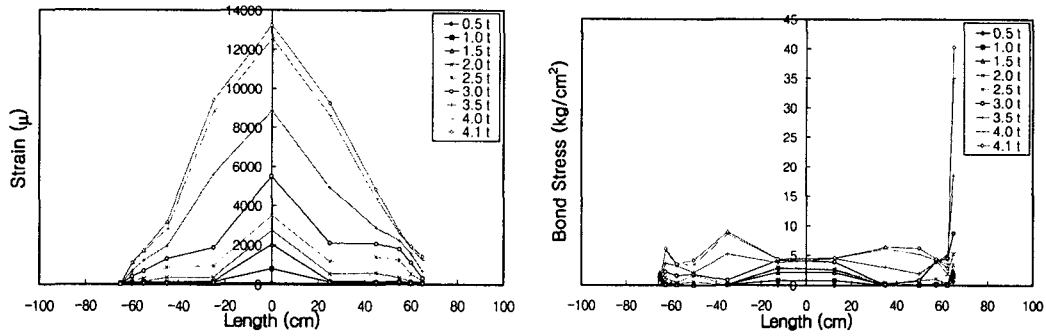 Strain (μ)
14000
12000
10000
8000
6000
4000
2000
0
-100 -80 -60 -40 -20 0 20 40 60 80 100
Length (cm)
0.5 t
1.0 t
1.5 t
2.0 t
2.5 t
3.0 t
3.5 t
4.0 t
4.1 t
Bond Stress (kg/cm²)
45
40
35
30
25
20
15
10
5
0
-100 -80 -60 -40 -20 0 20 40 60 80 100
Length (cm)
0.5 t
1.0 t
1.5 t
2.0 t
2.5 t
3.0 t
3.5 t
4.0 t
4.1 t